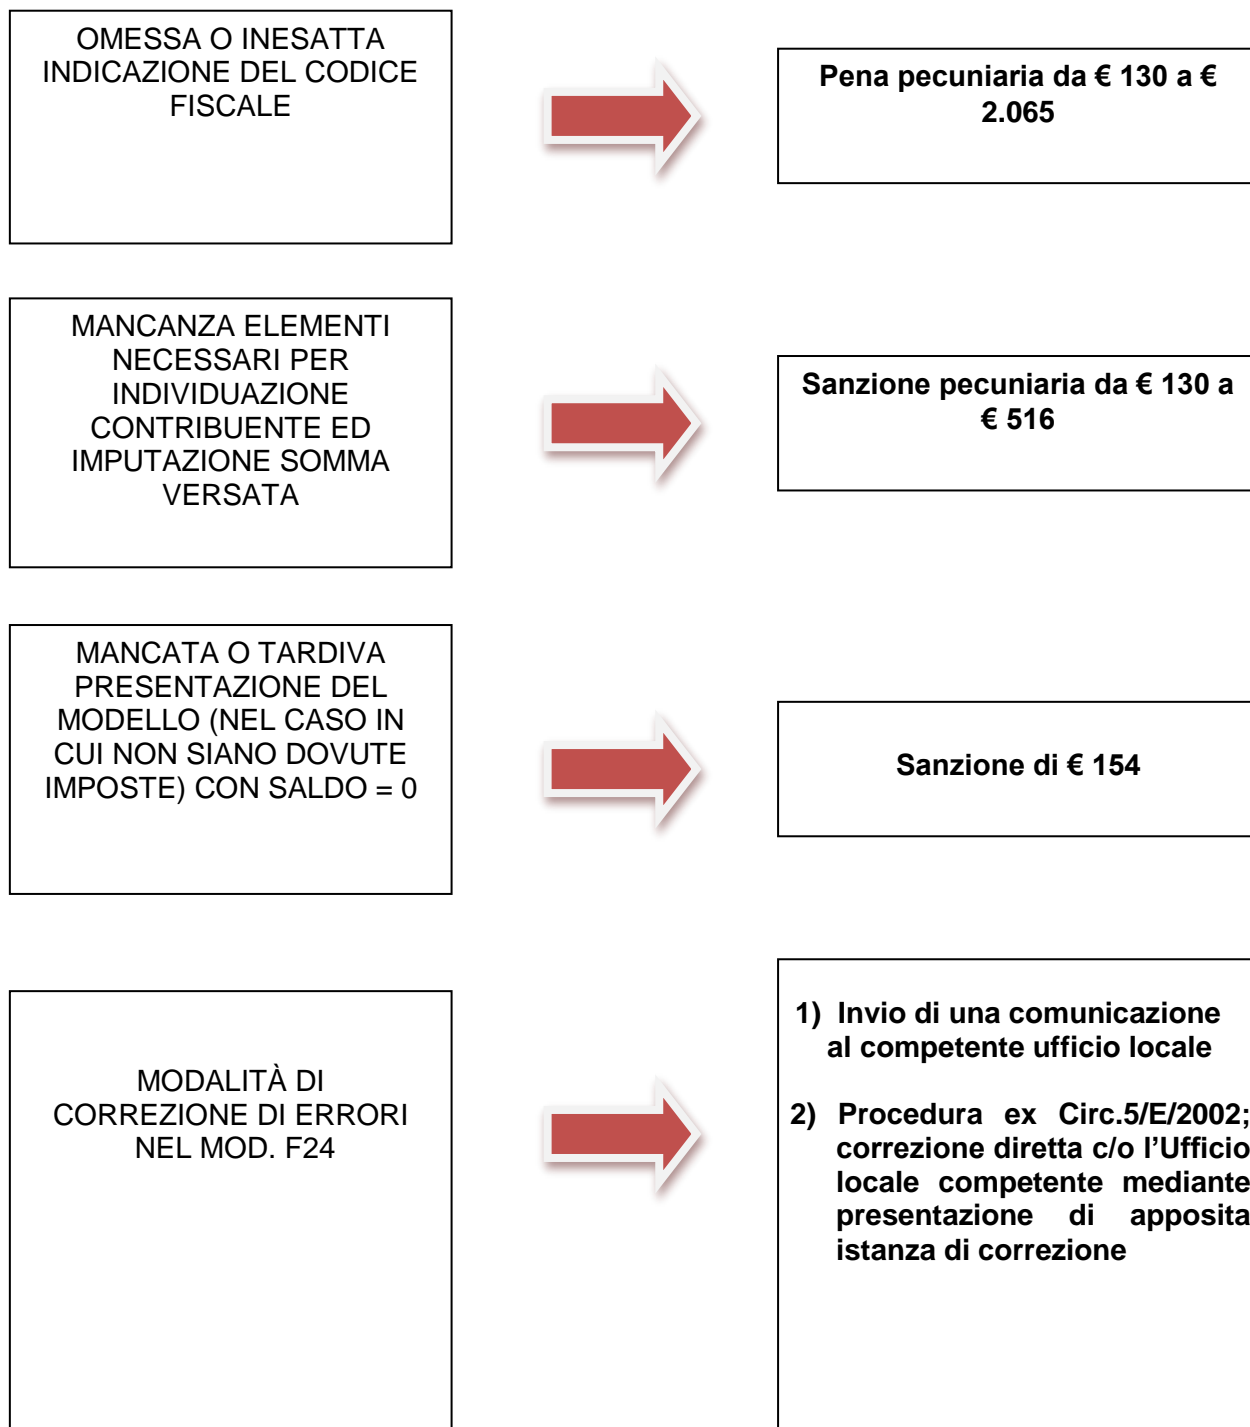 OMESSA O INESATTA
INDICAZIONE DEL CODICE
FISCALE
Pena pecuniaria da € 130 a €
2.065
MANCANZA ELEMENTI
NECESSARI PER
INDIVIDUAZIONE
CONTRIBUENTE ED
IMPUTAZIONE SOMMA
VERSATA
Sanzione pecuniaria da € 130 a
€ 516
MANCATA O TARDIVA
PRESENTAZIONE DEL
MODELLO (NEL CASO IN
CUI NON SIANO DOVUTE
IMPOSTE) CON SALDO = 0
Sanzione di € 154
MODALITÀ DI
CORREZIONE DI ERRORI
NEL MOD. F24
1) Invio di una comunicazione
al competente ufficio locale
2) Procedura ex Circ.5/E/2002;
correzione diretta c/o l’Ufficio
locale competente mediante
presentazione di apposita
istanza di correzione